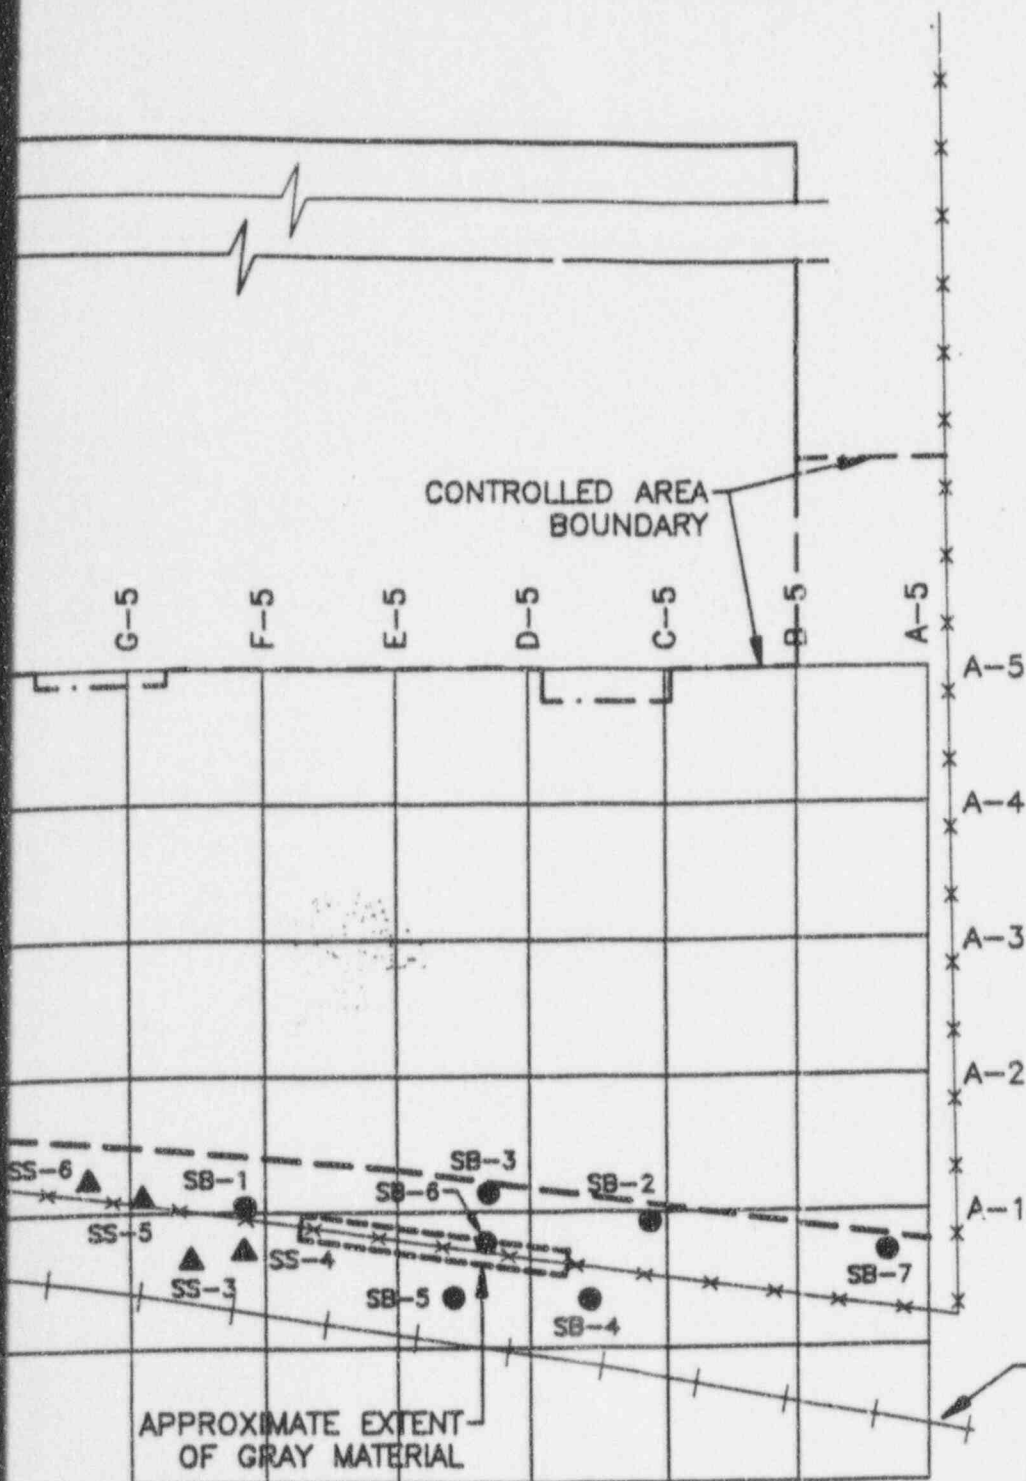 CONTROLLED AREA
BOUNDARY
G-5
F-5
E-5
D-5
C-5
B-5
A-5
A-5
A-4
A-3
A-2
A-1
SS-6
SB-1
SB-3
SB-6
SB-2
SS-5
SS-4
SS-3
SB-5
SB-4
SB-7
APPROXIMATE EXTENT
OF GRAY MATERIAL